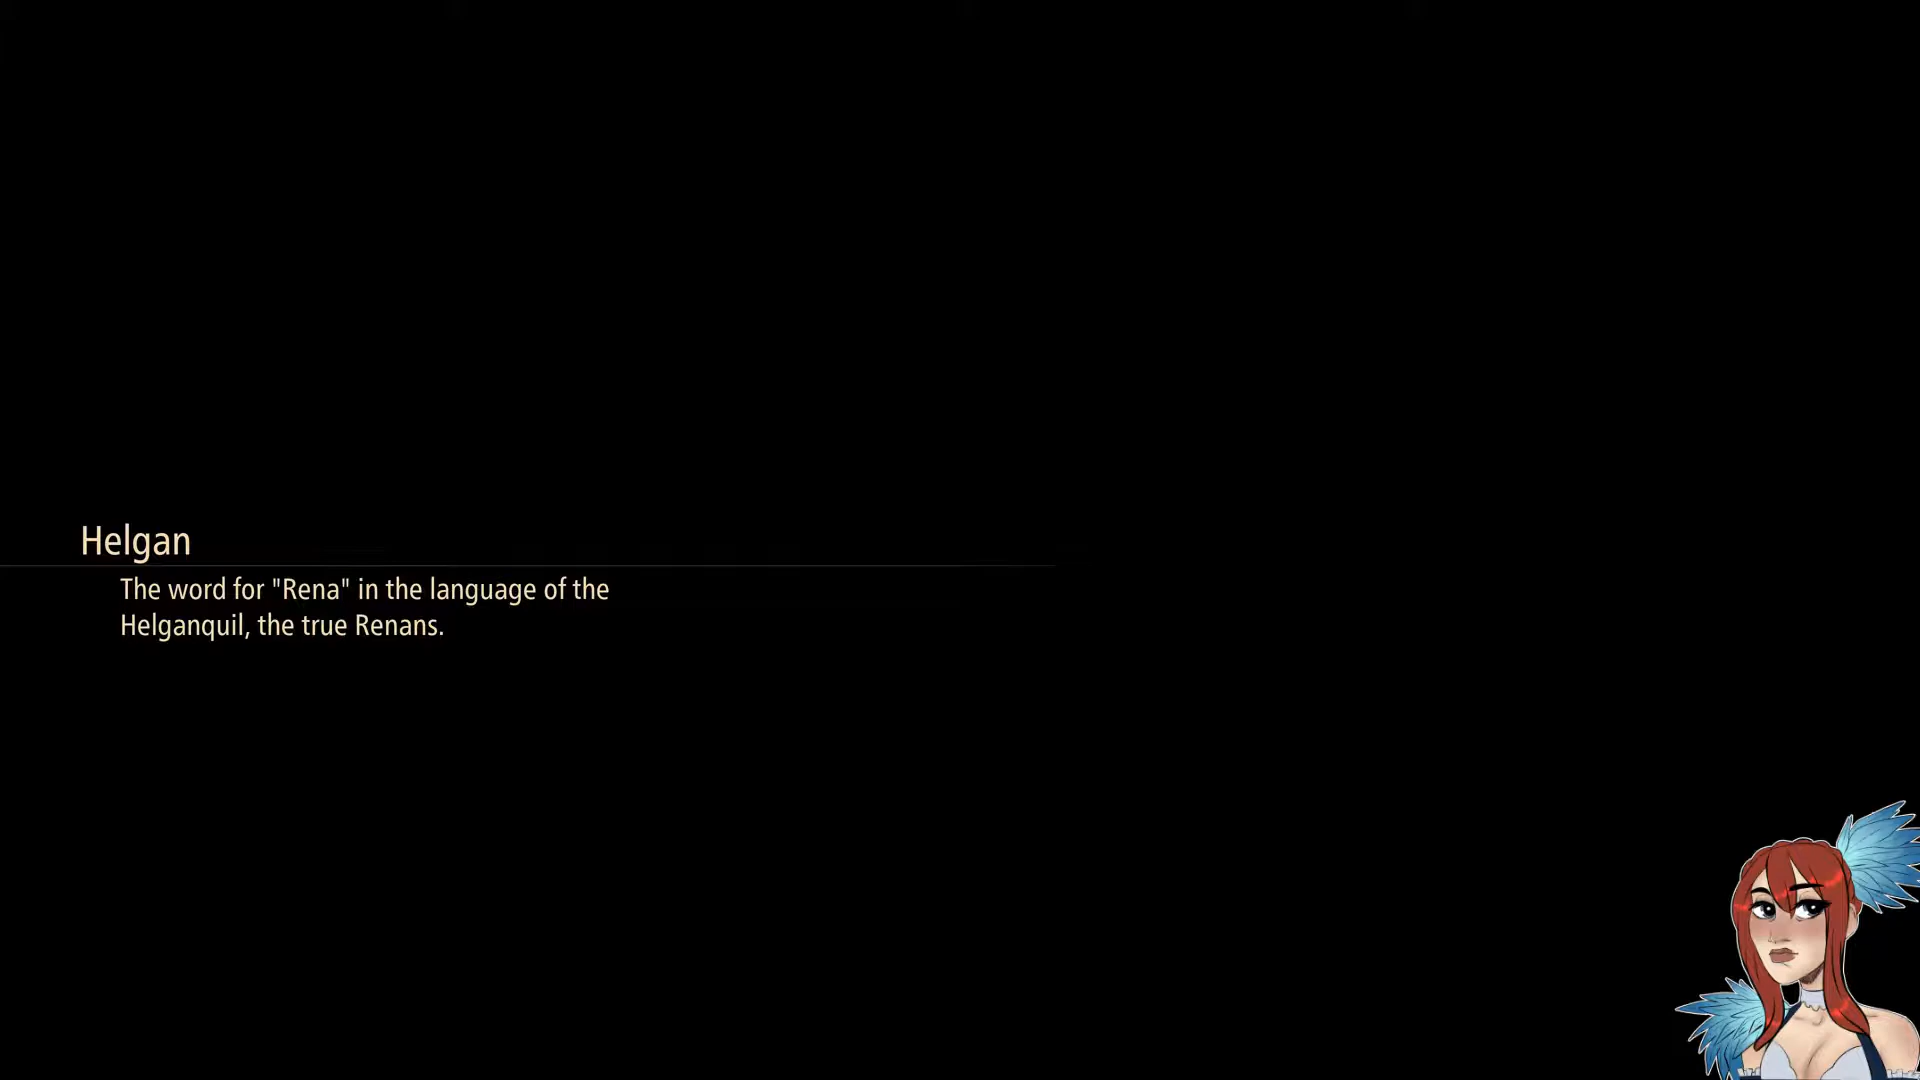 Helgan
The word for "Rena" in the language of the
Helganquil, the true Renans.